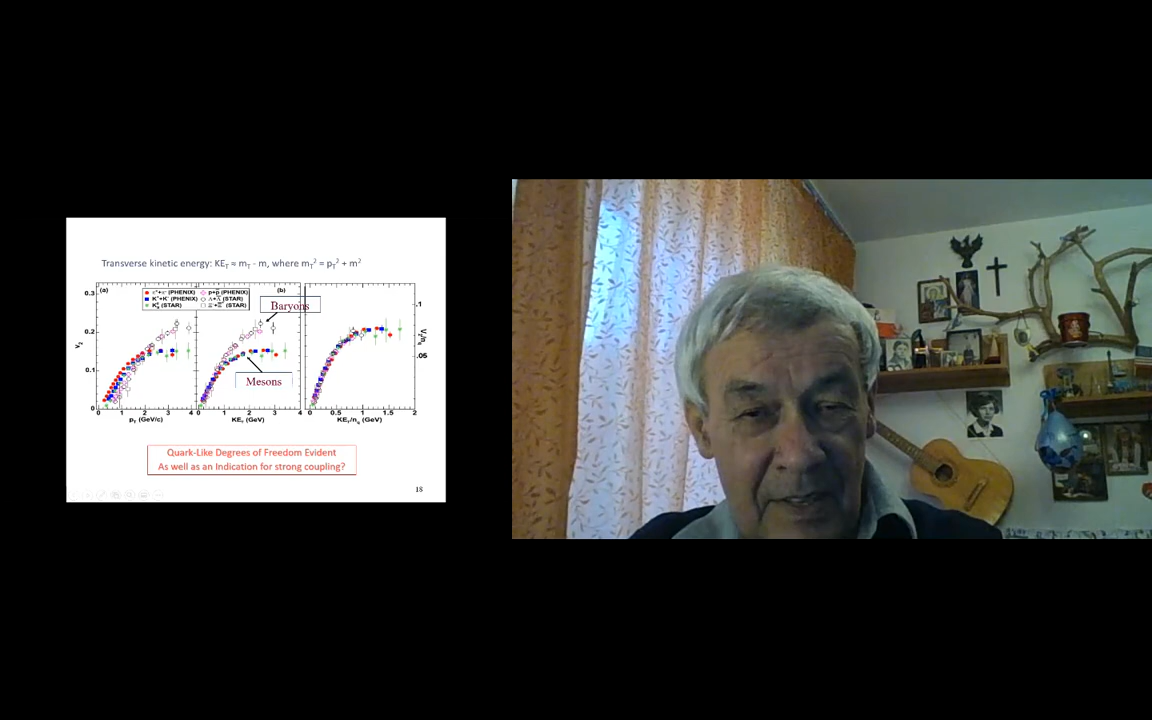 Transverse kinetic energy: KE_T ≈ m_T - m, where m_T² = p_T² + m²
(a)
π⁺+π⁻ (PHENIX) p+p̄ (PHENIX)
K⁺+K⁻ (PHENIX) Λ+Λ̄ (STAR)
(STAR) (STAR)
(b)
Baryons
Mesons
0.3
0.2
0.1
0
v₂
.1
.05
0 1 2 3 4
0 1 2 3 4
0 0.5 1 1.5 2
p_T (GeV/c) KE_T (GeV) KE_T/n_q (GeV)
Quark-Like Degrees of Freedom Evident
As well as an Indication for strong coupling?
18